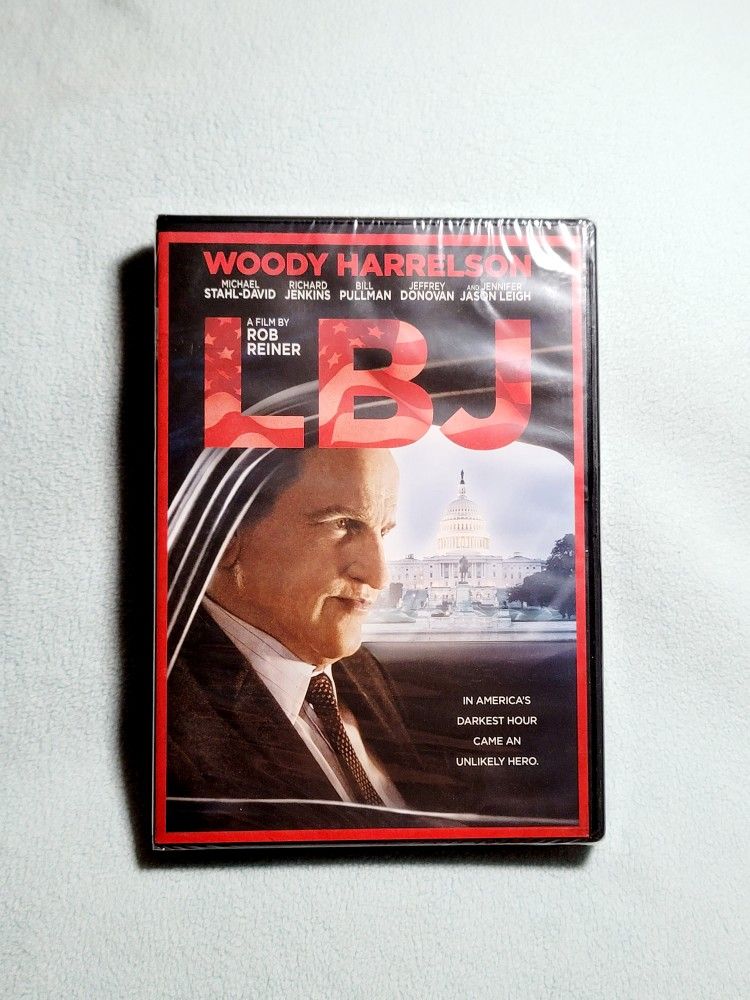 WOODY HARRELSON
MICHAEL STAHL-DAVID
RICHARD JENKINS
BILL PULLMAN
JEFFREY DONOVAN
AND JENNIFER JASON LEIGH
A FILM BY
ROB
REINER
LBJ
IN AMERICA'S
DARKEST HOUR
CAME AN
UNLIKELY HERO.